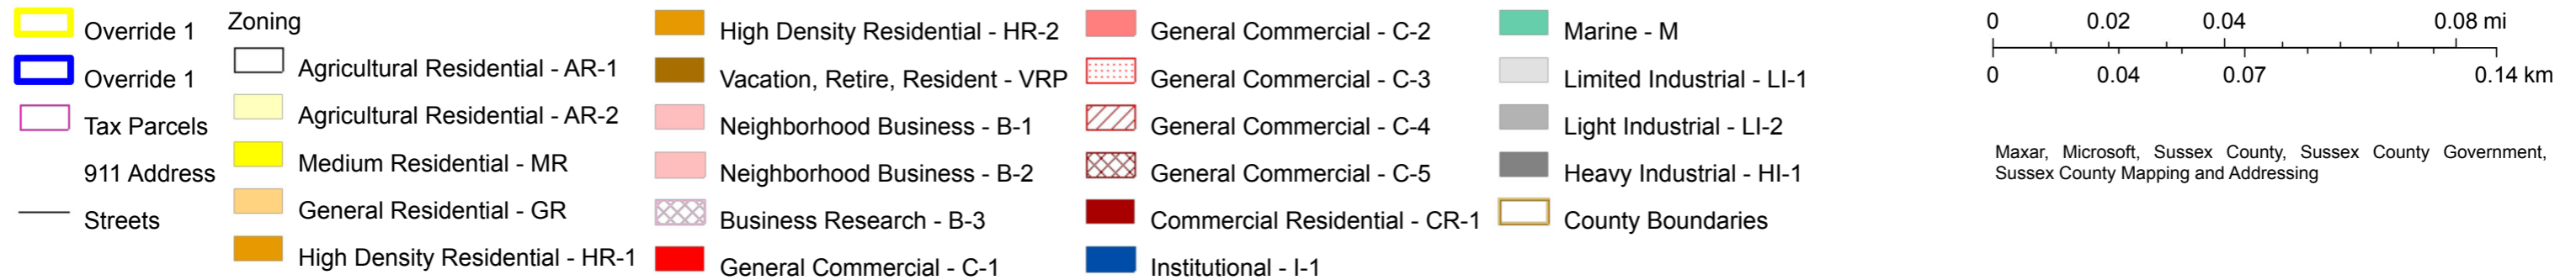 Override 1
Override 1
Tax Parcels
911 Address
Streets
Zoning
Agricultural Residential - AR-1
Agricultural Residential - AR-2
Medium Residential - MR
General Residential - GR
High Density Residential - HR-1
High Density Residential - HR-2
Vacation, Retire, Resident - VRP
Neighborhood Business - B-1
Neighborhood Business - B-2
Business Research - B-3
General Commercial - C-1
General Commercial - C-2
General Commercial - C-3
General Commercial - C-4
General Commercial - C-5
Commercial Residential - CR-1
Institutional - I-1
Marine - M
Limited Industrial - LI-1
Light Industrial - LI-2
Heavy Industrial - HI-1
County Boundaries
0 0.02 0.04 0.08 mi
0 0.04 0.07 0.14 km
Maxar, Microsoft, Sussex County, Sussex County Government,
Sussex County Mapping and Addressing